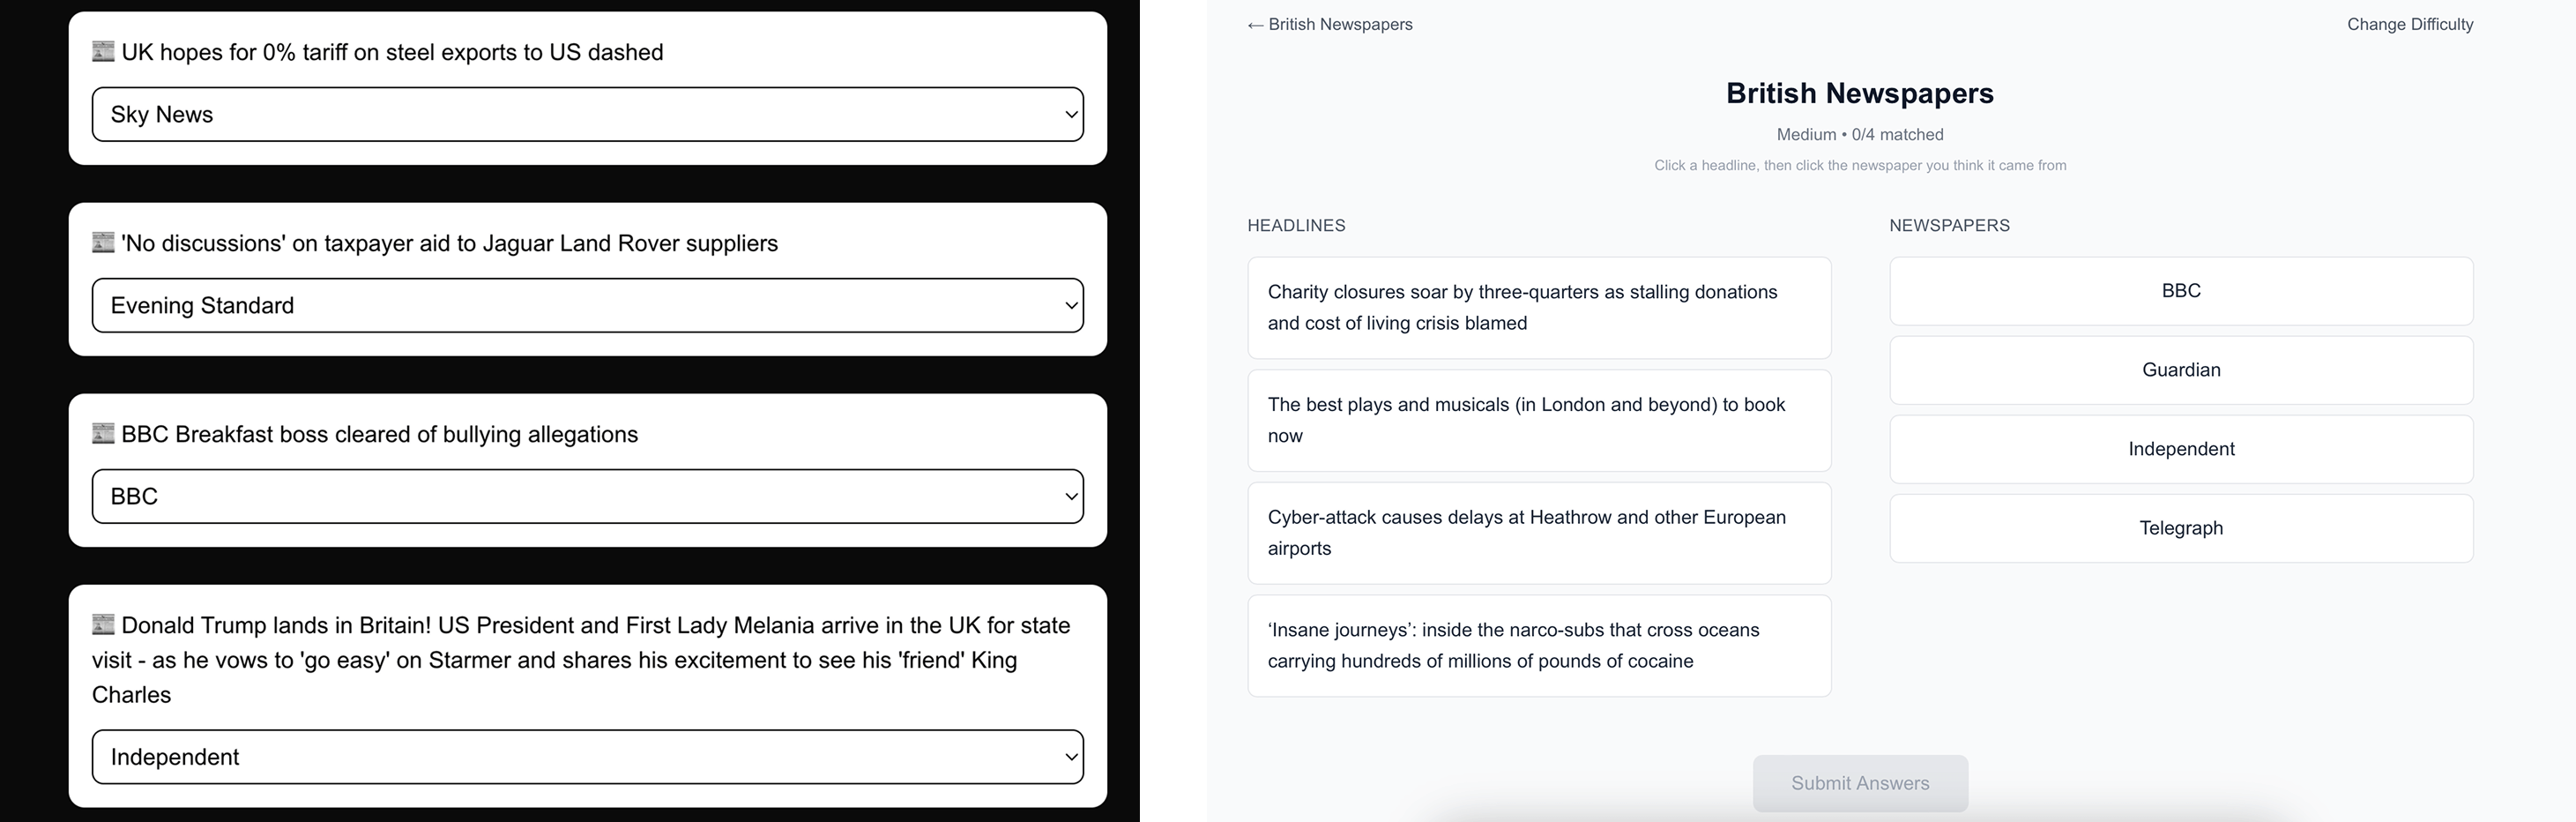 UK hopes for 0% tariff on steel exports to US dashed
Sky News
'No discussions' on taxpayer aid to Jaguar Land Rover suppliers
Evening Standard
BBC Breakfast boss cleared of bullying allegations
BBC
Donald Trump lands in Britain! US President and First Lady Melania arrive in the UK for state
visit - as he vows to 'go easy' on Starmer and shares his excitement to see his 'friend' King
Charles
Independent
← British Newspapers
Change Difficulty
British Newspapers
Medium • 0/4 matched
Click a headline, then click the newspaper you think it came from
HEADLINES
Charity closures soar by three-quarters as stalling donations
and cost of living crisis blamed
The best plays and musicals (in London and beyond) to book
now
Cyber-attack causes delays at Heathrow and other European
airports
‘Insane journeys’: inside the narco-subs that cross oceans
carrying hundreds of millions of pounds of cocaine
NEWSPAPERS
BBC
Guardian
Independent
Telegraph
Submit Answers